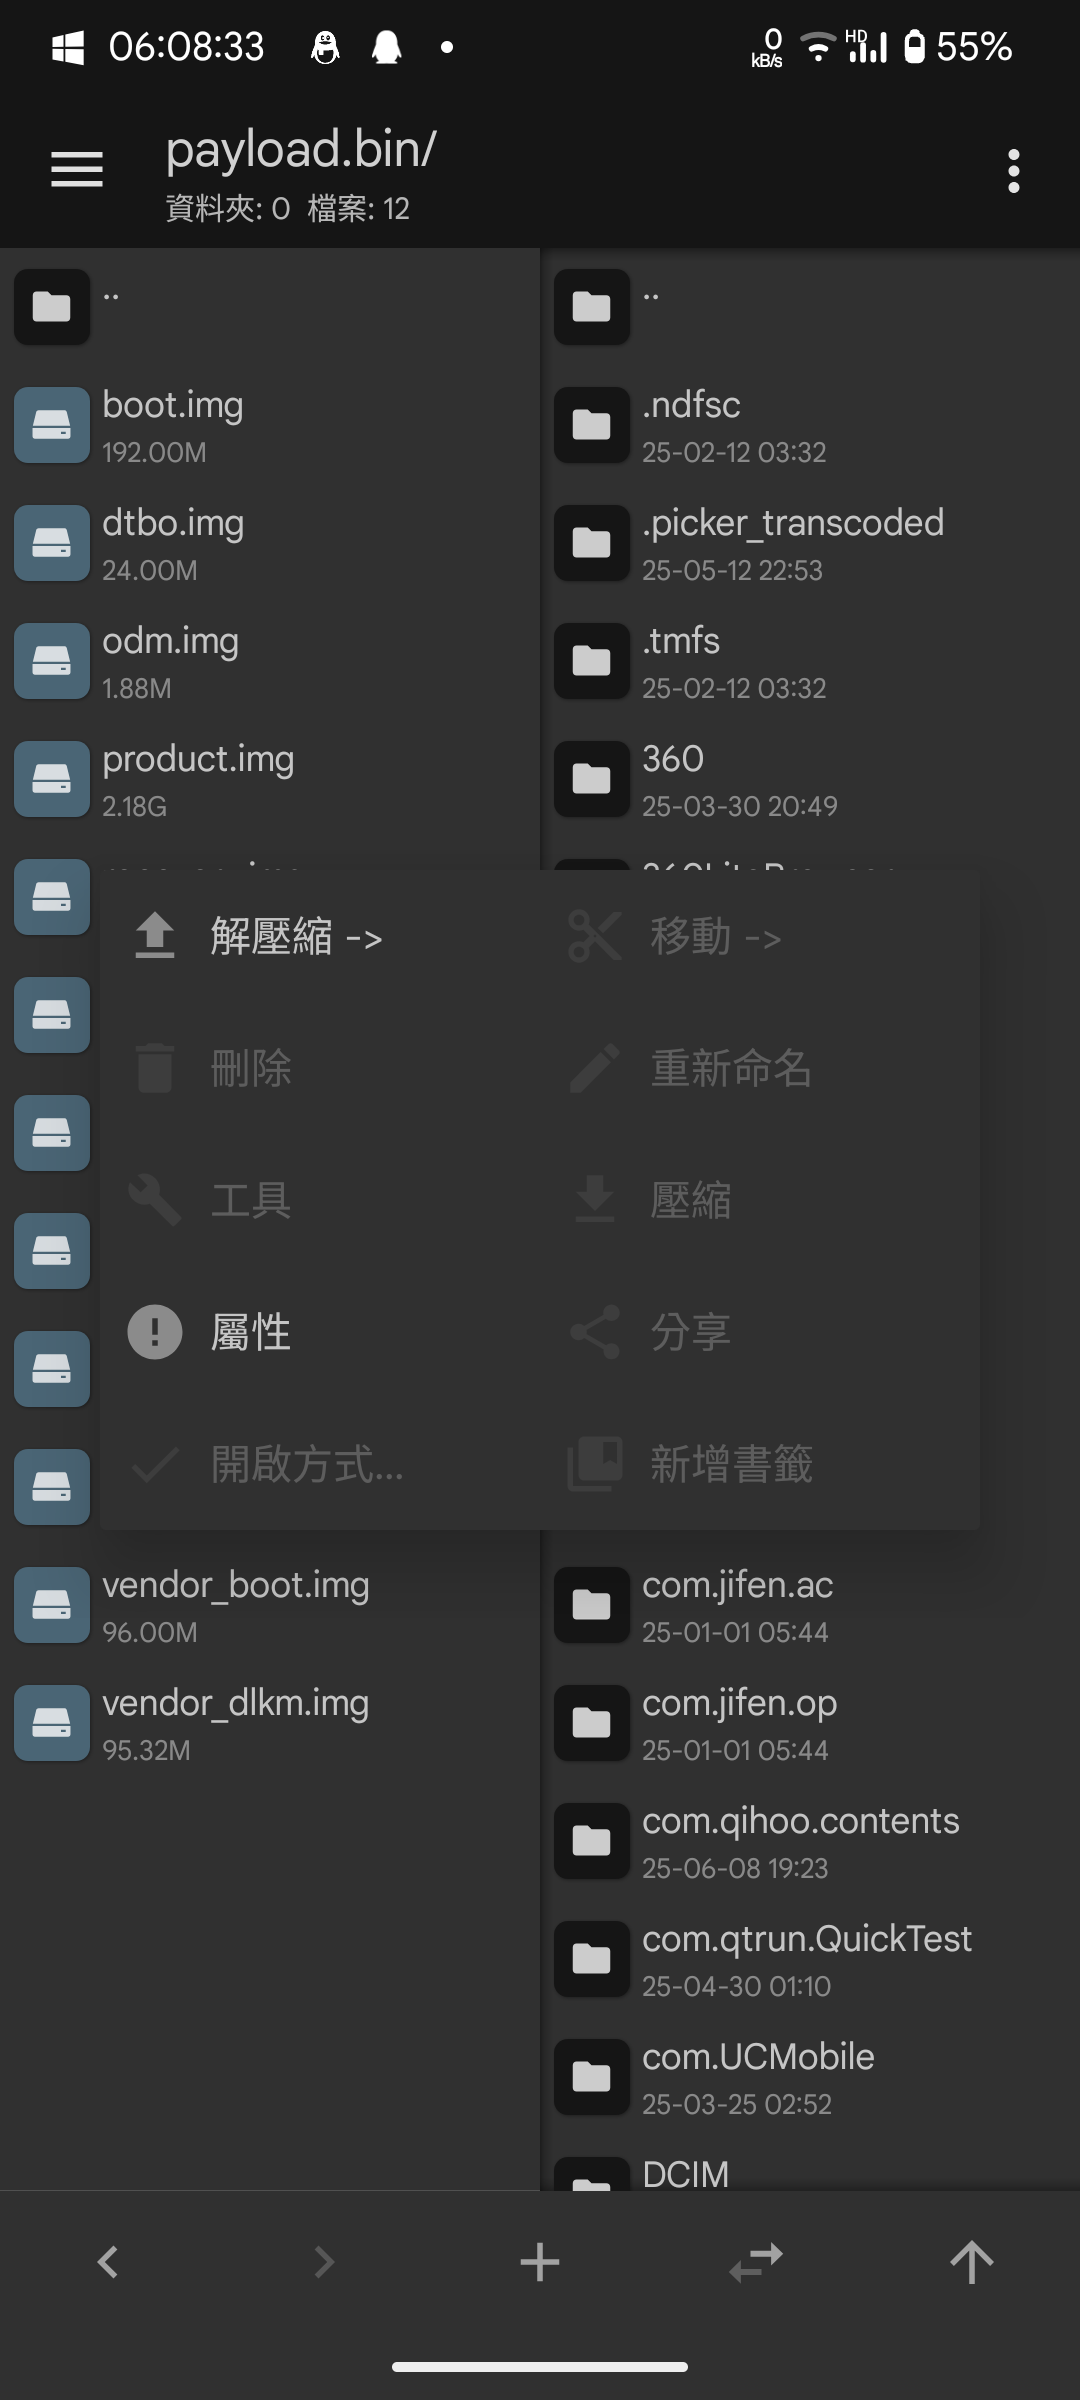 06:08:33
0 kB/s
HD
55%
payload.bin/
資料夾: 0 檔案: 12
..
boot.img
192.00M
dtbo.img
24.00M
odm.img
1.88M
product.img
2.18G
..
.ndfsc
25-02-12 03:32
.picker_transcoded
25-05-12 22:53
.tmfs
25-02-12 03:32
360
25-03-30 20:49
解壓縮 ->
移動 ->
刪除
重新命名
工具
壓縮
屬性
分享
開啟方式...
新增書籤
vendor_boot.img
96.00M
vendor_dlkm.img
95.32M
com.jifen.ac
25-01-01 05:44
com.jifen.op
25-01-01 05:44
com.qihoo.contents
25-06-08 19:23
com.qtrun.QuickTest
25-04-30 01:10
com.UCMobile
25-03-25 02:52
DCIM